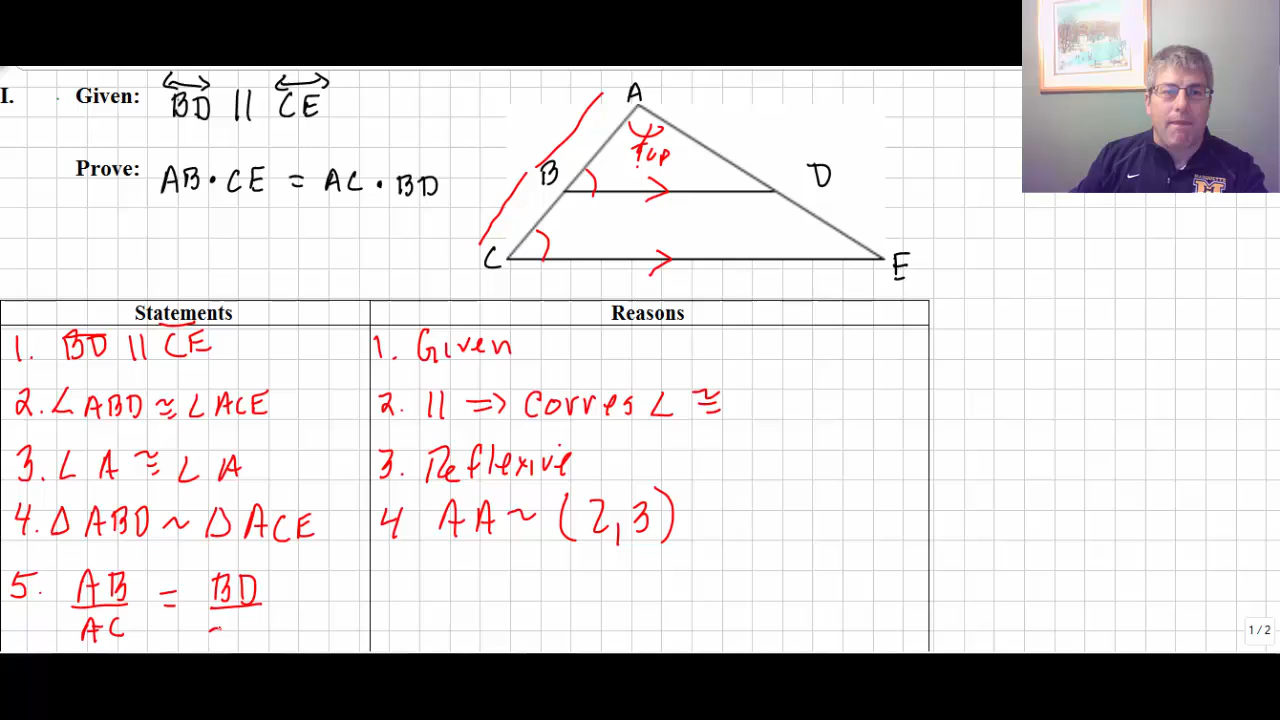 I. Given: BD || CE
Prove: AB · CE = AC · BD
A
B
D
C
E
Statements Reasons
1. BD || CE 1. Given
2. ∠ ABD ≅ ∠ ACE 2. || => Corres ∠ ≅
3. ∠ A ≅ ∠ A 3. Reflexive
4. Δ ABD ~ Δ ACE 4 AA ~ (2,3)
5. AB = BD
AC
1 / 2
MARQUETTE